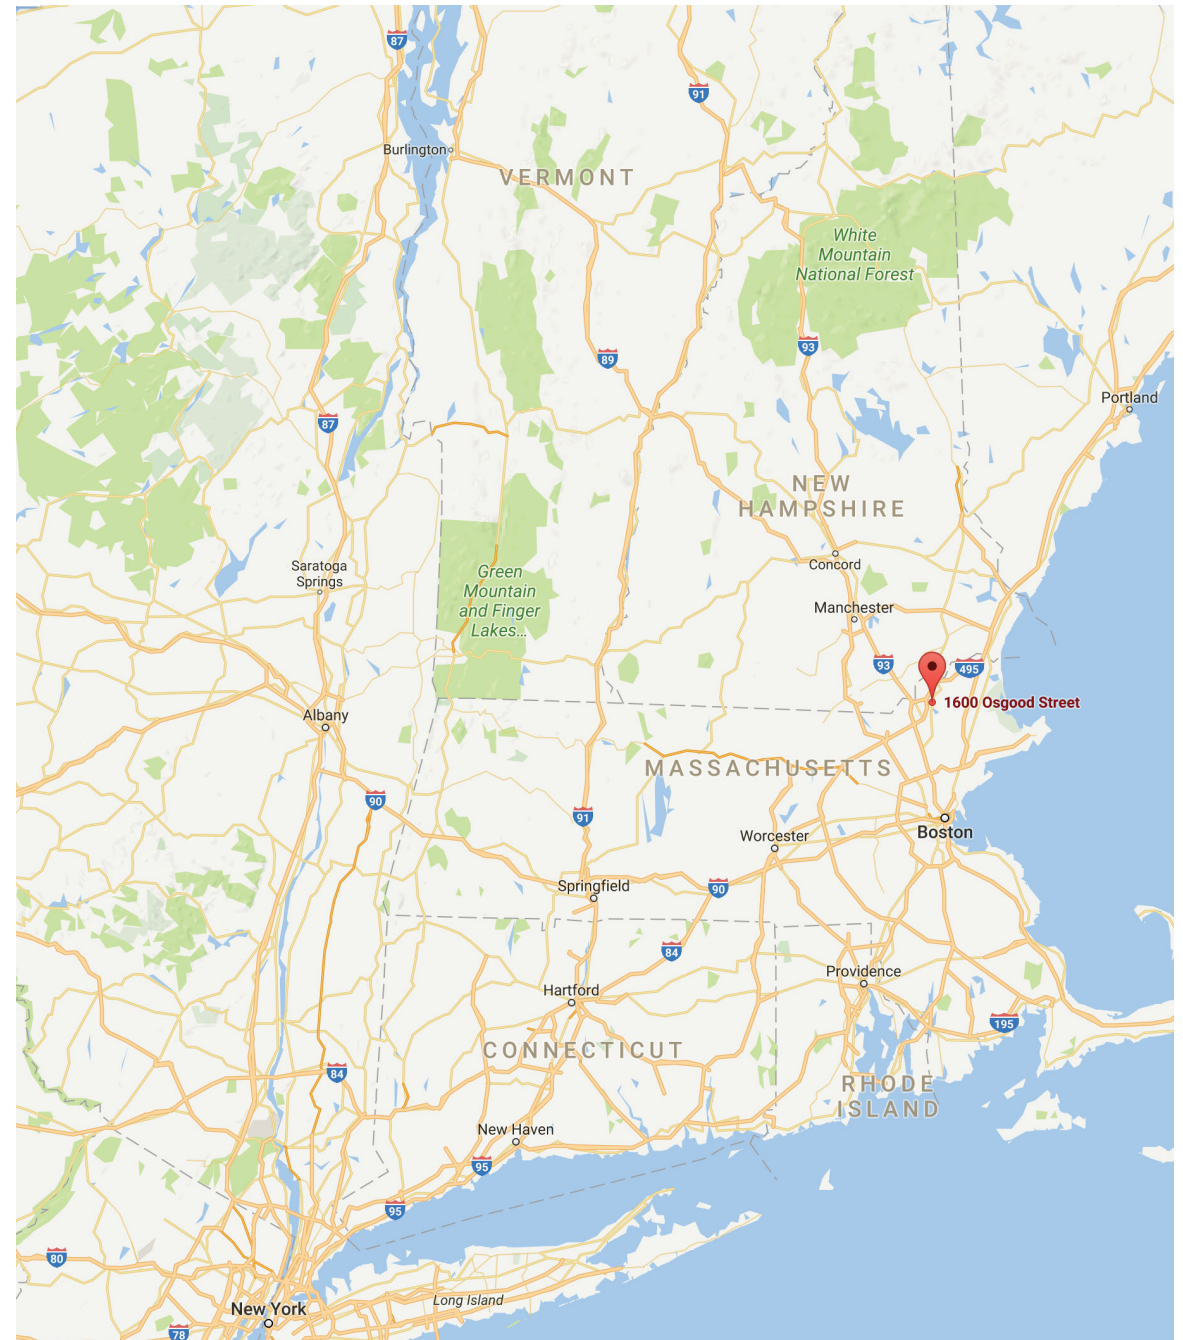 87
91
Burlington
VERMONT
White
Mountain
National Forest
93
89
Portland
87
NEW
HAMPSHIRE
Concord
Saratoga
Springs
Green
Mountain
and Finger
Lakes...
Manchester
93
495
1600 Osgood Street
Albany
MASSACHUSETTS
90
91
Worcester
Boston
Springfield
90
84
Providence
Hartford
195
CONNECTICUT
84
RHODE
ISLAND
New Haven
95
95
80
Long Island
New York
78